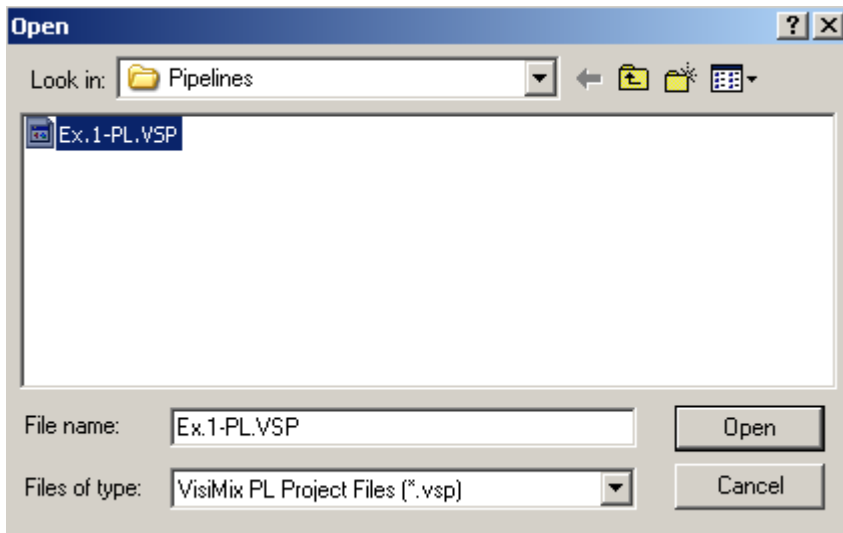 Open
Look in: Pipelines
Ex.1-PL.VSP
File name: Ex.1-PL.VSP Open
Files of type: VisiMix PL Project Files (*.vsp) Cancel